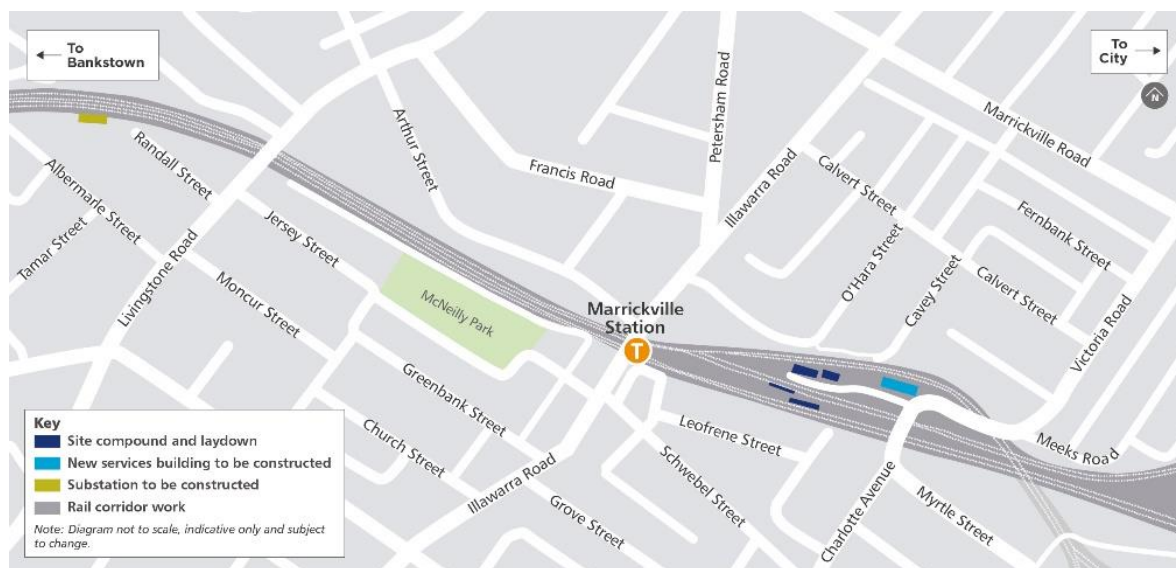 To
Bankstown
To
City
N
Marrickville Road
Petersham Road
Arthur Street
Francis Road
Illawarra Road
Calvert Street
Randall Street
Albermarle Street
Fernbank Street
Tamar Street
Jersey Street
O'Hara Street
Calvert Street
Livingstone Road
Moncur Street
McNeilly Park
Cavey Street
Victoria Road
Marrickville
Station
T
Greenbank Street
Church Street
Leofrene Street
Meeks Road
Schwebel Street
Illawarra Road
Grove Street
Charlotte Avenue
Myrtle Street
Key
Site compound and laydown
New services building to be constructed
Substation to be constructed
Rail corridor work
Note: Diagram not to scale, indicative only and subject
to change.